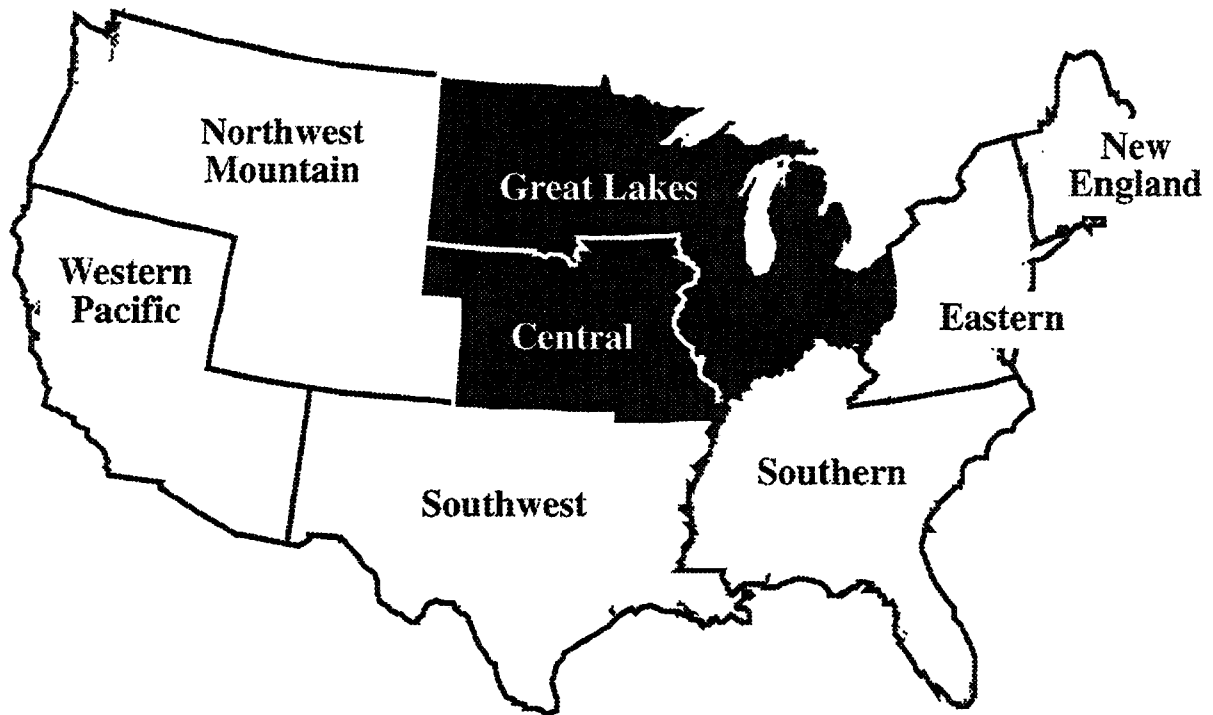 Northwest
Mountain
Great Lakes
New
England
Western
Pacific
Central
Eastern
Southwest
Southern